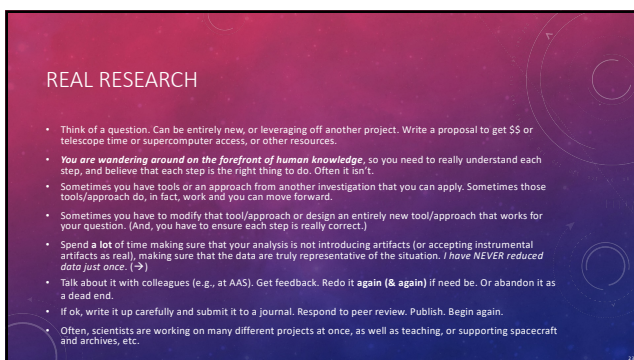 REAL RESEARCH
• Think of a question. Can be entirely new, or leveraging off another project. Write a proposal to get $$ or
telescope time or supercomputer access, or other resources.
• You are wandering around on the forefront of human knowledge, so you need to really understand each
step, and believe that each step is the right thing to do. Often it isn't.
• Sometimes you have tools or an approach from another investigation that you can apply. Sometimes those
tools/approach do, in fact, work and you can move forward.
• Sometimes you have to modify that tool/approach or design an entirely new tool/approach that works for
your question. (And, you have to ensure each step is really correct.)
• Spend a lot of time making sure that your analysis is not introducing artifacts (or accepting instrumental
artifacts as real), making sure that the data are truly representative of the situation. I have NEVER reduced
data just once. (→)
• Talk about it with colleagues (e.g., at AAS). Get feedback. Redo it again (& again) if need be. Or abandon it as
a dead end.
• If ok, write it up carefully and submit it to a journal. Respond to peer review. Publish. Begin again.
• Often, scientists are working on many different projects at once, as well as teaching, or supporting spacecraft
and archives, etc.